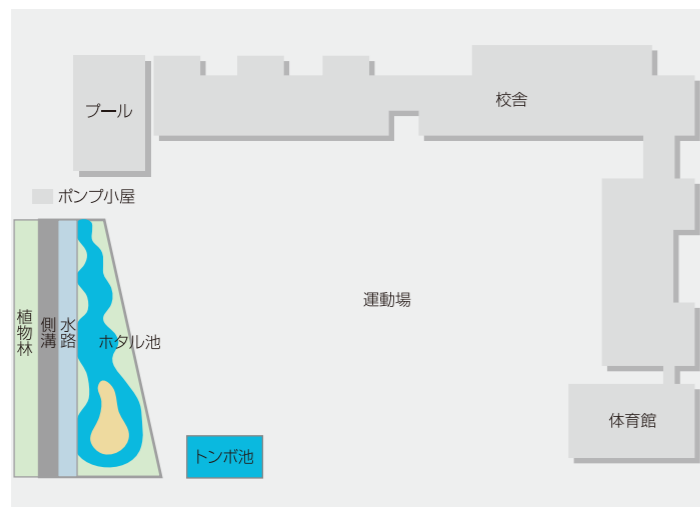 プール
校舎
ポンプ小屋
運動場
植物林
側溝
水路
ホタル池
体育館
トンボ池